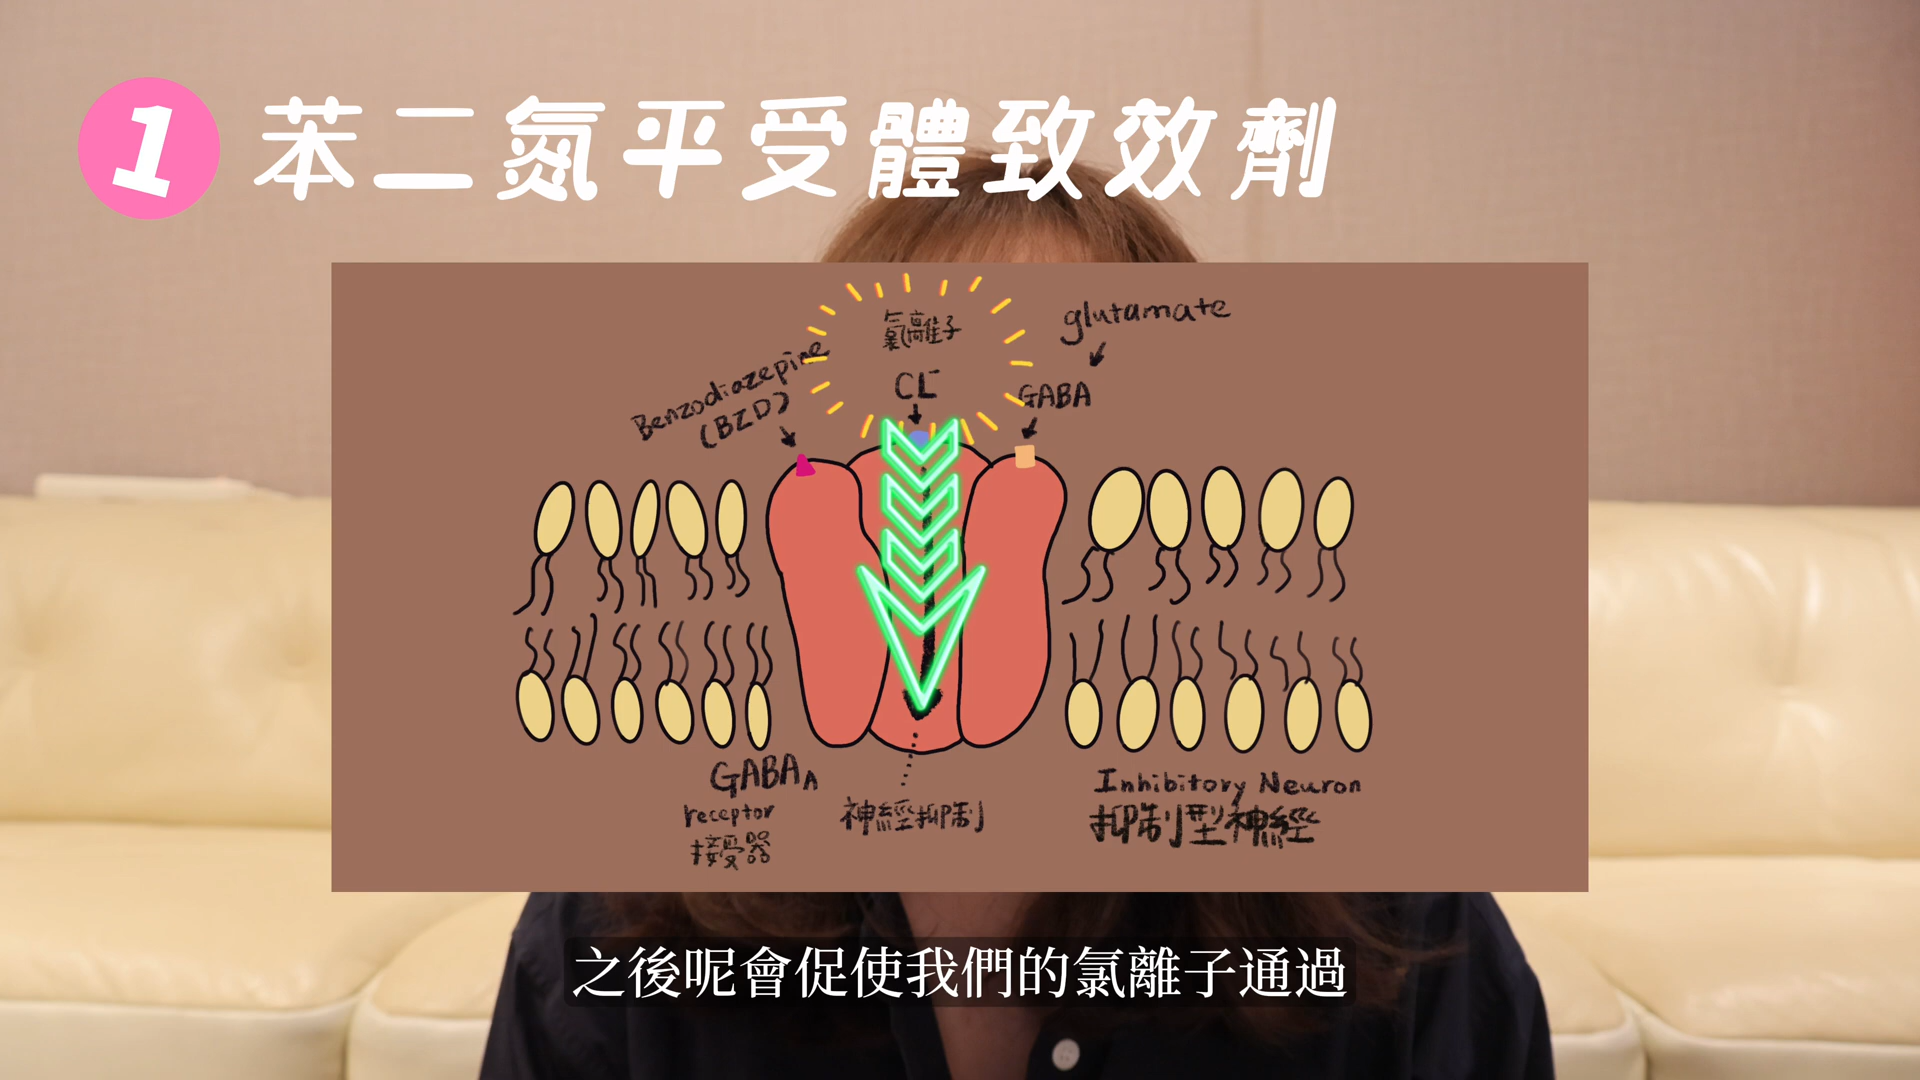 1 苯二氮平受體致效劑
氯離子
glutamate
Benzodiazepine
(BZD)
CL⁻
GABA
GABA_A
receptor
接受器
神經抑制
Inhibitory Neuron
抑制型神經
之後呢會促使我們的氯離子通過